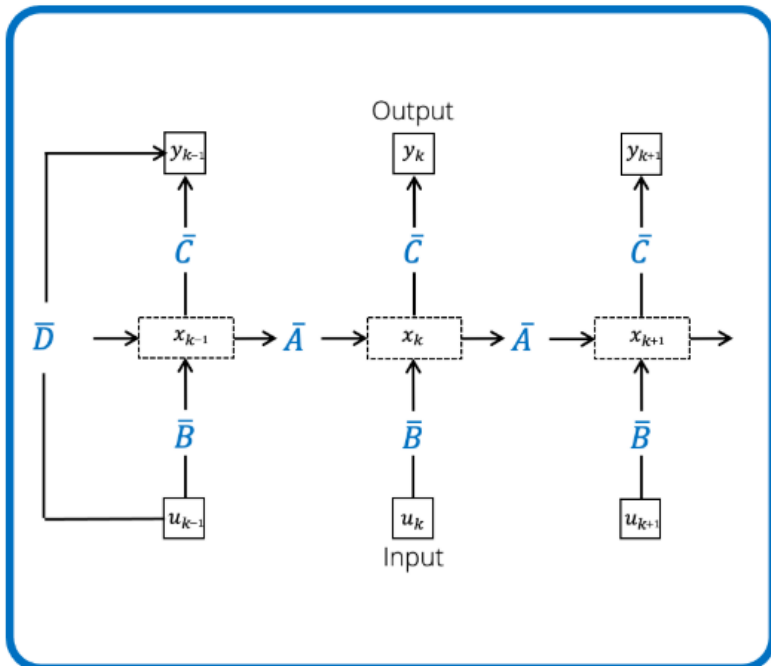 Output
y_{k-1} y_k y_{k+1}
C̄ C̄ C̄
D̄ x_{k-1} Ā x_k Ā x_{k+1}
B̄ B̄ B̄
u_{k-1} u_k u_{k+1}
Input